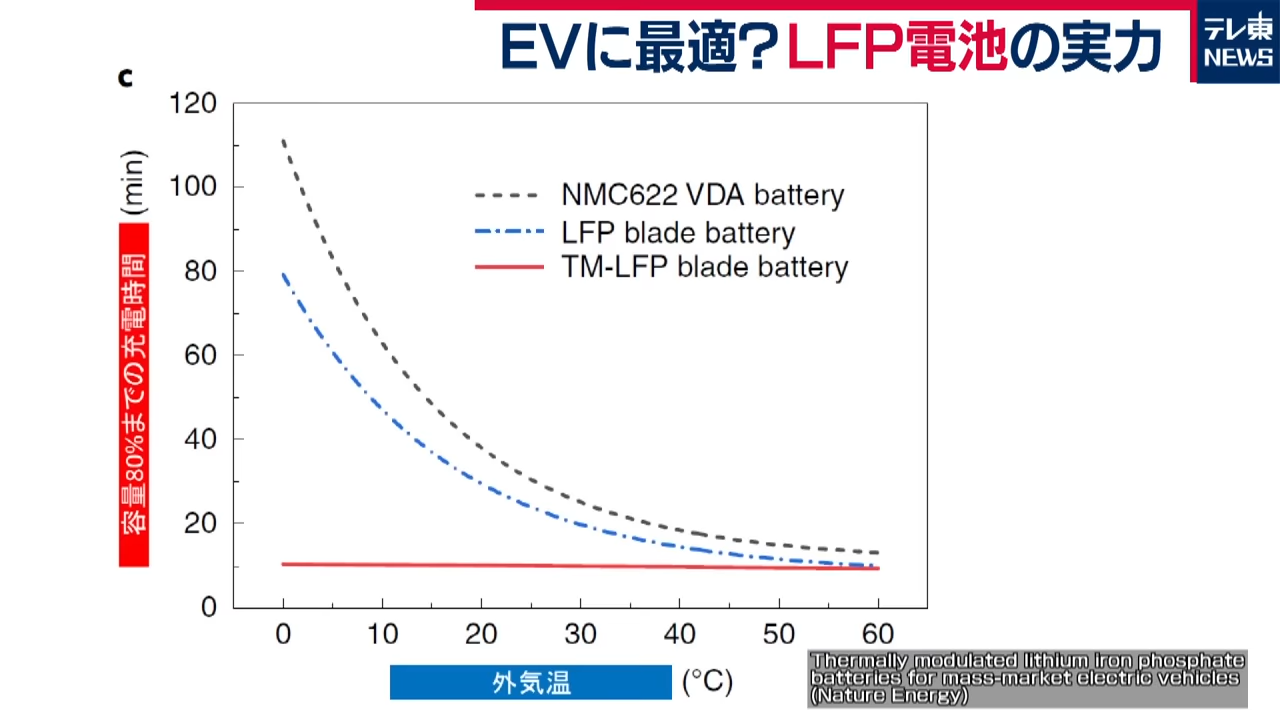 EVに最適?LFP電池の実力
テレ東
NEWS
c
容量80%までの充電時間 (min)
120
100
80
60
40
20
0
NMC622 VDA battery
LFP blade battery
TM-LFP blade battery
0 10 20 30 40 50 60
外気温 (°C)
Thermally modulated lithium iron phosphate
batteries for mass-market electric vehicles
(Nature Energy)